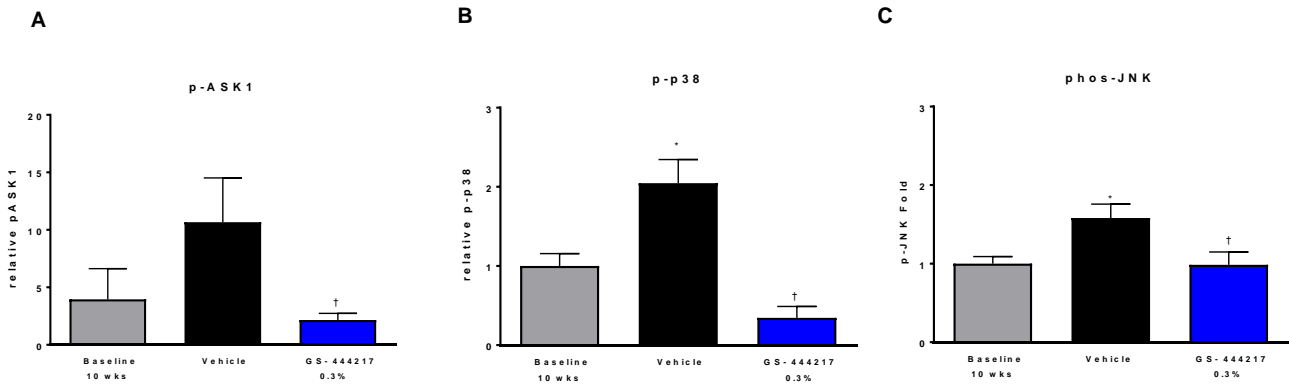 A
p-ASK1
relative pASK1
20
15
10
5
0
†
Baseline
10 wks
Vehicle
GS-444217
0.3%
B
p-p38
relative p-p38
3
2
1
0
*
†
Baseline
10 wks
Vehicle
GS-444217
0.3%
C
phos-JNK
p-JNK Fold
3
2
1
0
*
†
Baseline
10 wks
Vehicle
GS-444217
0.3%